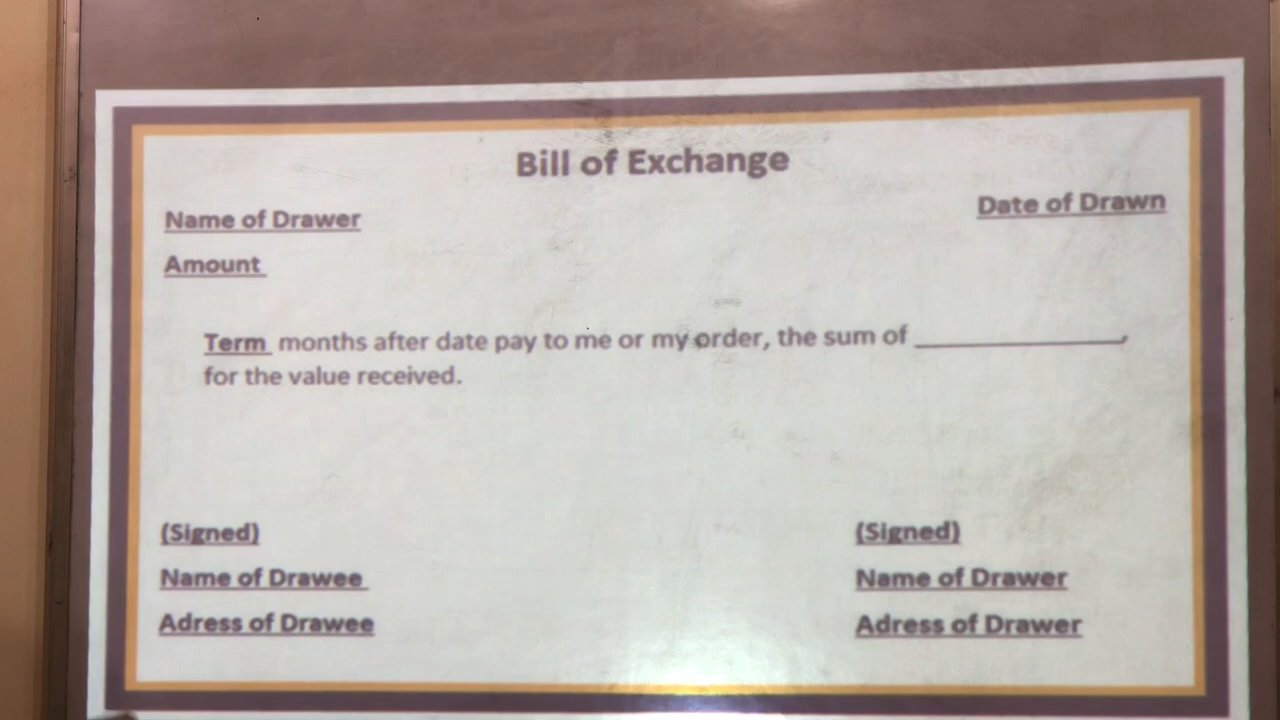 Bill of Exchange
Name of Drawer
Date of Drawn
Amount
Term months after date pay to me or my order, the sum of ____________,
for the value received.
(Signed)
(Signed)
Name of Drawee
Name of Drawer
Adress of Drawee
Adress of Drawer